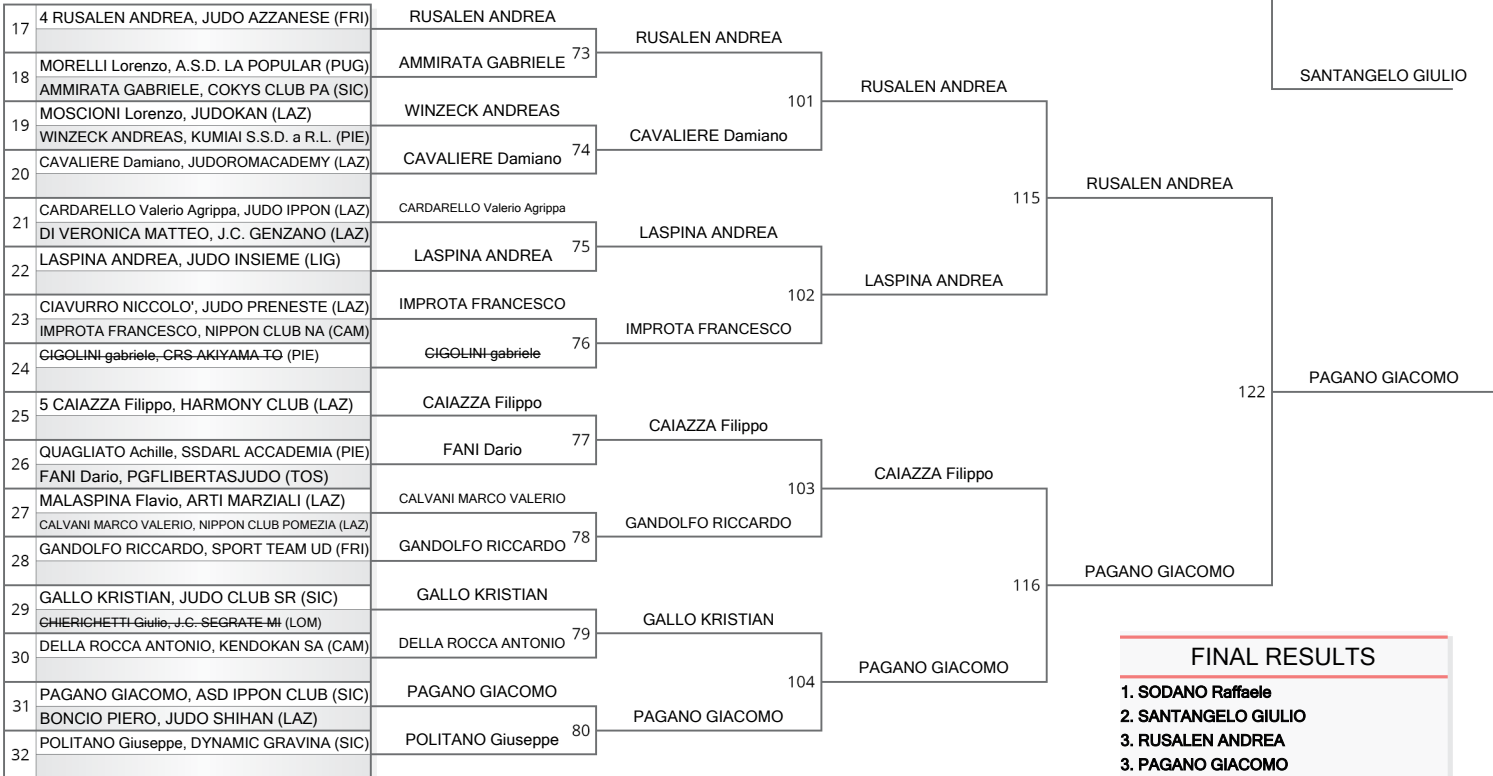 17
4 RUSALEN ANDREA, JUDO AZZANESE (FRI)
18
MORELLI Lorenzo, A.S.D. LA POPULAR (PUG)
AMMIRATA GABRIELE, COKYS CLUB PA (SIC)
19
MOSCIONI Lorenzo, JUDOKAN (LAZ)
WINZECK ANDREAS, KUMIAI S.S.D. a R.L. (PIE)
20
CAVALIERE Damiano, JUDOROMACADEMY (LAZ)
21
CARDARELLO Valerio Agrippa, JUDO IPPON (LAZ)
DI VERONICA MATTEO, J.C. GENZANO (LAZ)
22
LASPINA ANDREA, JUDO INSIEME (LIG)
23
CIAVURRO NICCOLO', JUDO PRENESTE (LAZ)
IMPROTA FRANCESCO, NIPPON CLUB NA (CAM)
24
CIGOLINI gabriele, CRS AKIYAMA TO (PIE)
25
5 CAIAZZA Filippo, HARMONY CLUB (LAZ)
26
QUAGLIATO Achille, SSDARL ACCADEMIA (PIE)
FANI Dario, PGFLIBERTASJUDO (TOS)
27
MALASPINA Flavio, ARTI MARZIALI (LAZ)
CALVANI MARCO VALERIO, NIPPON CLUB POMEZIA (LAZ)
28
GANDOLFO RICCARDO, SPORT TEAM UD (FRI)
29
GALLO KRISTIAN, JUDO CLUB SR (SIC)
CHIERICHETTI Giulio, J.C. SEGRATE MI (LOM)
30
DELLA ROCCA ANTONIO, KENDOKAN SA (CAM)
31
PAGANO GIACOMO, ASD IPPON CLUB (SIC)
BONCIO PIERO, JUDO SHIHAN (LAZ)
32
POLITANO Giuseppe, DYNAMIC GRAVINA (SIC)
RUSALEN ANDREA
AMMIRATA GABRIELE
73
WINZECK ANDREAS
CAVALIERE Damiano
74
CARDARELLO Valerio Agrippa
LASPINA ANDREA
75
IMPROTA FRANCESCO
CIGOLINI gabriele
76
CAIAZZA Filippo
FANI Dario
77
CALVANI MARCO VALERIO
GANDOLFO RICCARDO
78
GALLO KRISTIAN
DELLA ROCCA ANTONIO
79
PAGANO GIACOMO
POLITANO Giuseppe
80
RUSALEN ANDREA
CAVALIERE Damiano
101
LASPINA ANDREA
IMPROTA FRANCESCO
102
CAIAZZA Filippo
GANDOLFO RICCARDO
103
GALLO KRISTIAN
PAGANO GIACOMO
104
RUSALEN ANDREA
LASPINA ANDREA
115
CAIAZZA Filippo
PAGANO GIACOMO
116
RUSALEN ANDREA
PAGANO GIACOMO
122
SANTANGELO GIULIO
PAGANO GIACOMO
FINAL RESULTS
1. SODANO Raffaele
2. SANTANGELO GIULIO
3. RUSALEN ANDREA
3. PAGANO GIACOMO